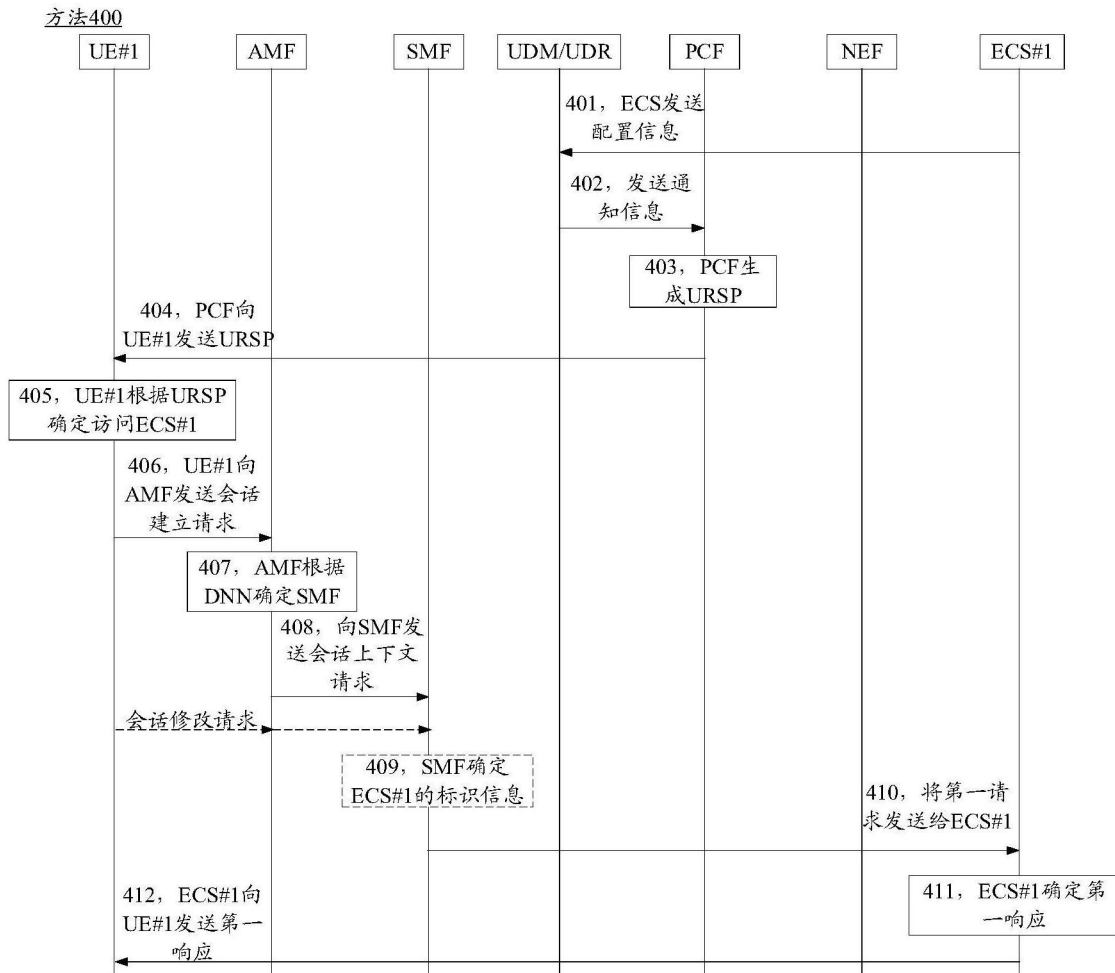 方法400
UE#1
AMF
SMF
UDM/UDR
PCF
NEF
ECS#1
401，ECS发送
配置信息
402，发送通
知信息
403，PCF生
成URSP
404，PCF向
UE#1发送URSP
405，UE#1根据URSP
确定访问ECS#1
406，UE#1向
AMF发送会话
建立请求
407，AMF根据
DNN确定SMF
408，向SMF发
送会话上下文
请求
会话修改请求
409，SMF确定
ECS#1的标识信息
410，将第一请
求发送给ECS#1
411，ECS#1确定第
一响应
412，ECS#1向
UE#1发送第一
响应